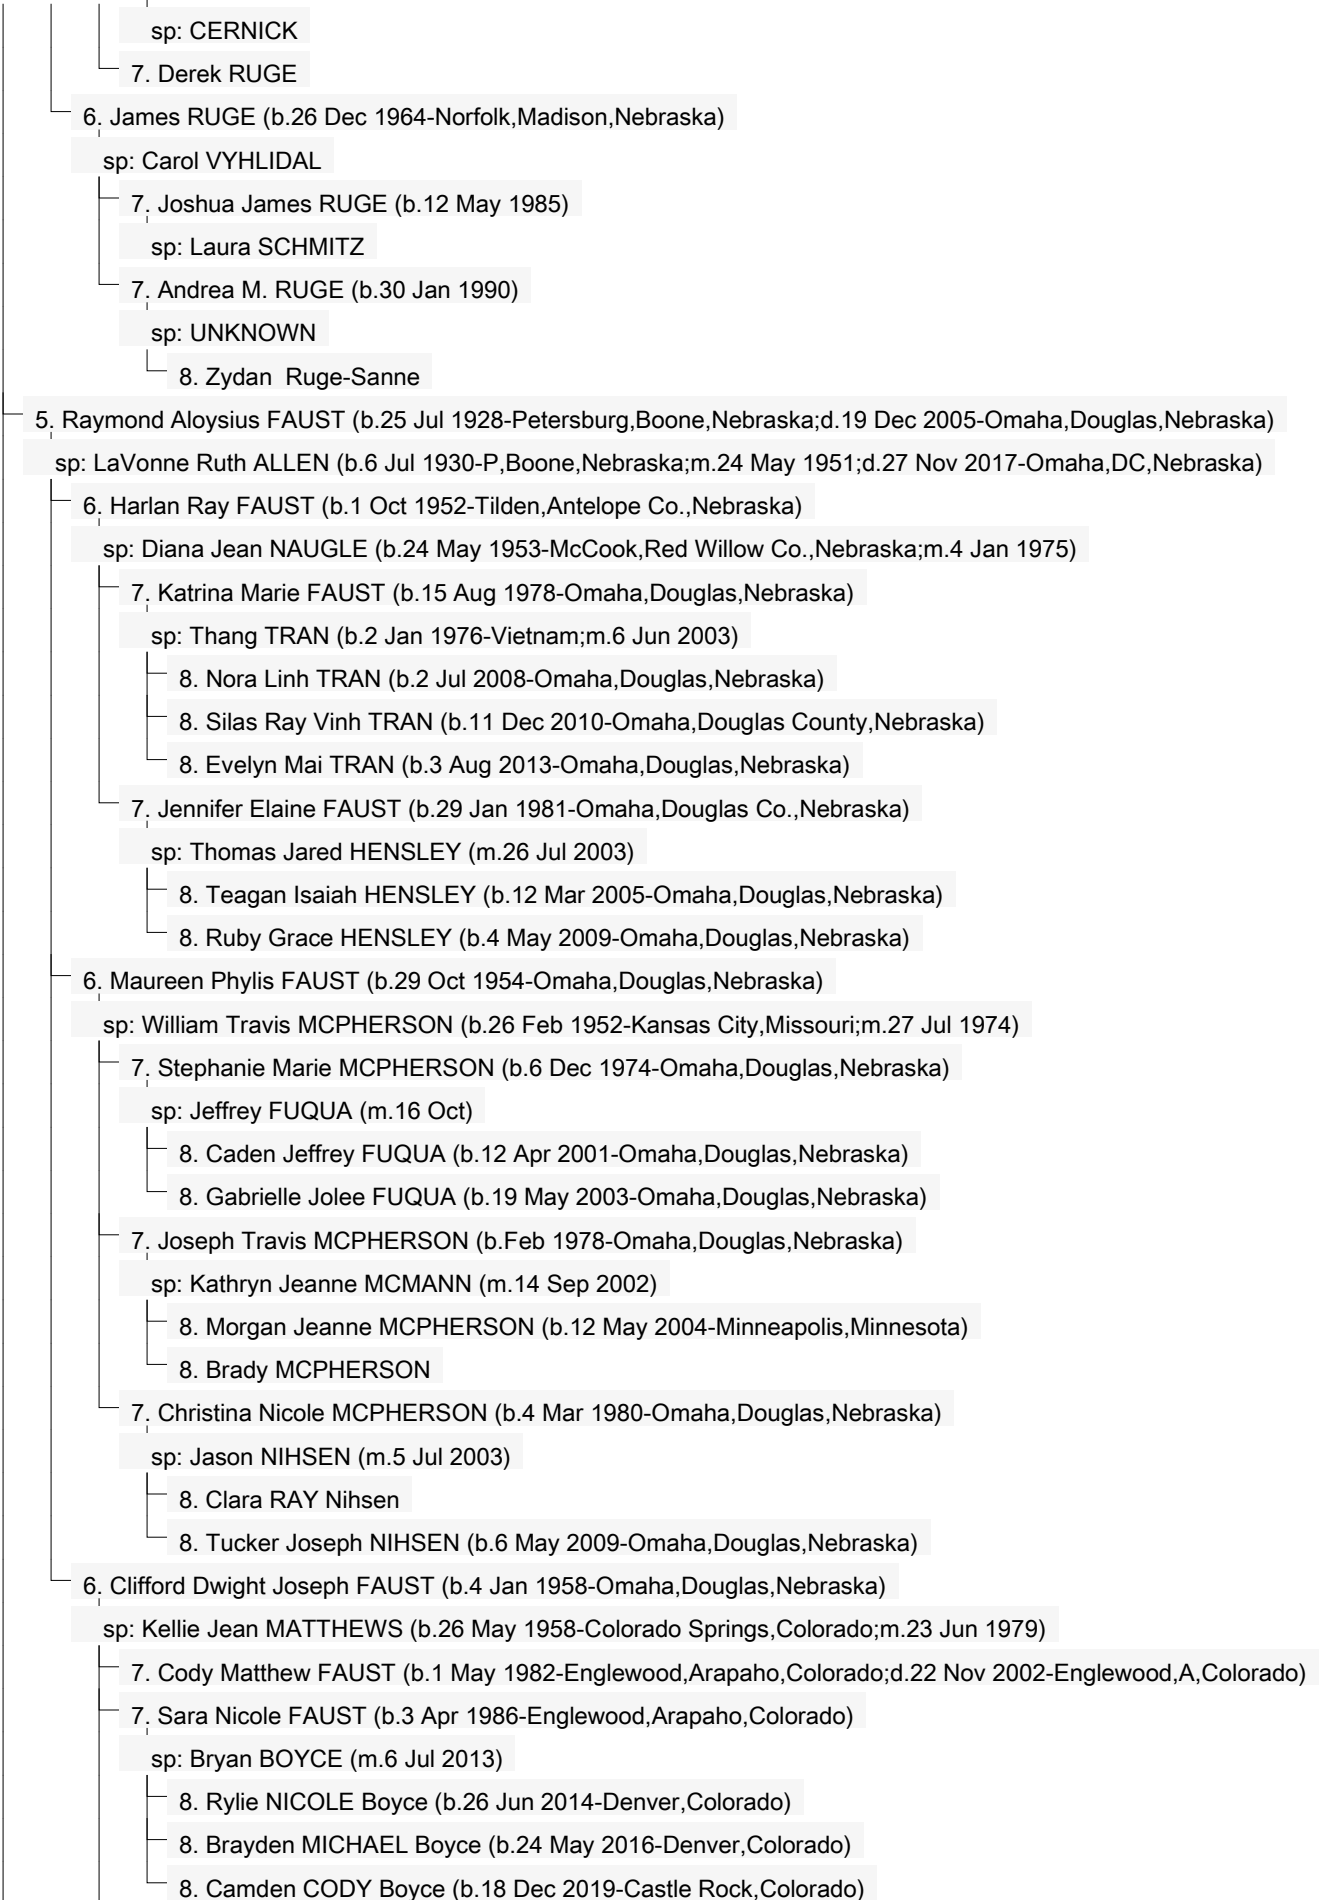 sp: CERNICK
7. Derek RUGE
6. James RUGE (b.26 Dec 1964-Norfolk,Madison,Nebraska)
sp: Carol VYHLIDAL
7. Joshua James RUGE (b.12 May 1985)
sp: Laura SCHMITZ
7. Andrea M. RUGE (b.30 Jan 1990)
sp: UNKNOWN
8. Zydan  Ruge-Sanne
5. Raymond Aloysius FAUST (b.25 Jul 1928-Petersburg,Boone,Nebraska;d.19 Dec 2005-Omaha,Douglas,Nebraska)
sp: LaVonne Ruth ALLEN (b.6 Jul 1930-P,Boone,Nebraska;m.24 May 1951;d.27 Nov 2017-Omaha,DC,Nebraska)
6. Harlan Ray FAUST (b.1 Oct 1952-Tilden,Antelope Co.,Nebraska)
sp: Diana Jean NAUGLE (b.24 May 1953-McCook,Red Willow Co.,Nebraska;m.4 Jan 1975)
7. Katrina Marie FAUST (b.15 Aug 1978-Omaha,Douglas,Nebraska)
sp: Thang TRAN (b.2 Jan 1976-Vietnam;m.6 Jun 2003)
8. Nora Linh TRAN (b.2 Jul 2008-Omaha,Douglas,Nebraska)
8. Silas Ray Vinh TRAN (b.11 Dec 2010-Omaha,Douglas County,Nebraska)
8. Evelyn Mai TRAN (b.3 Aug 2013-Omaha,Douglas,Nebraska)
7. Jennifer Elaine FAUST (b.29 Jan 1981-Omaha,Douglas Co.,Nebraska)
sp: Thomas Jared HENSLEY (m.26 Jul 2003)
8. Teagan Isaiah HENSLEY (b.12 Mar 2005-Omaha,Douglas,Nebraska)
8. Ruby Grace HENSLEY (b.4 May 2009-Omaha,Douglas,Nebraska)
6. Maureen Phylis FAUST (b.29 Oct 1954-Omaha,Douglas,Nebraska)
sp: William Travis MCPHERSON (b.26 Feb 1952-Kansas City,Missouri;m.27 Jul 1974)
7. Stephanie Marie MCPHERSON (b.6 Dec 1974-Omaha,Douglas,Nebraska)
sp: Jeffrey FUQUA (m.16 Oct)
8. Caden Jeffrey FUQUA (b.12 Apr 2001-Omaha,Douglas,Nebraska)
8. Gabrielle Jolee FUQUA (b.19 May 2003-Omaha,Douglas,Nebraska)
7. Joseph Travis MCPHERSON (b.Feb 1978-Omaha,Douglas,Nebraska)
sp: Kathryn Jeanne MCMANN (m.14 Sep 2002)
8. Morgan Jeanne MCPHERSON (b.12 May 2004-Minneapolis,Minnesota)
8. Brady MCPHERSON
7. Christina Nicole MCPHERSON (b.4 Mar 1980-Omaha,Douglas,Nebraska)
sp: Jason NIHSEN (m.5 Jul 2003)
8. Clara RAY Nihsen
8. Tucker Joseph NIHSEN (b.6 May 2009-Omaha,Douglas,Nebraska)
6. Clifford Dwight Joseph FAUST (b.4 Jan 1958-Omaha,Douglas,Nebraska)
sp: Kellie Jean MATTHEWS (b.26 May 1958-Colorado Springs,Colorado;m.23 Jun 1979)
7. Cody Matthew FAUST (b.1 May 1982-Englewood,Arapaho,Colorado;d.22 Nov 2002-Englewood,A,Colorado)
7. Sara Nicole FAUST (b.3 Apr 1986-Englewood,Arapaho,Colorado)
sp: Bryan BOYCE (m.6 Jul 2013)
8. Rylie NICOLE Boyce (b.26 Jun 2014-Denver,Colorado)
8. Brayden MICHAEL Boyce (b.24 May 2016-Denver,Colorado)
8. Camden CODY Boyce (b.18 Dec 2019-Castle Rock,Colorado)